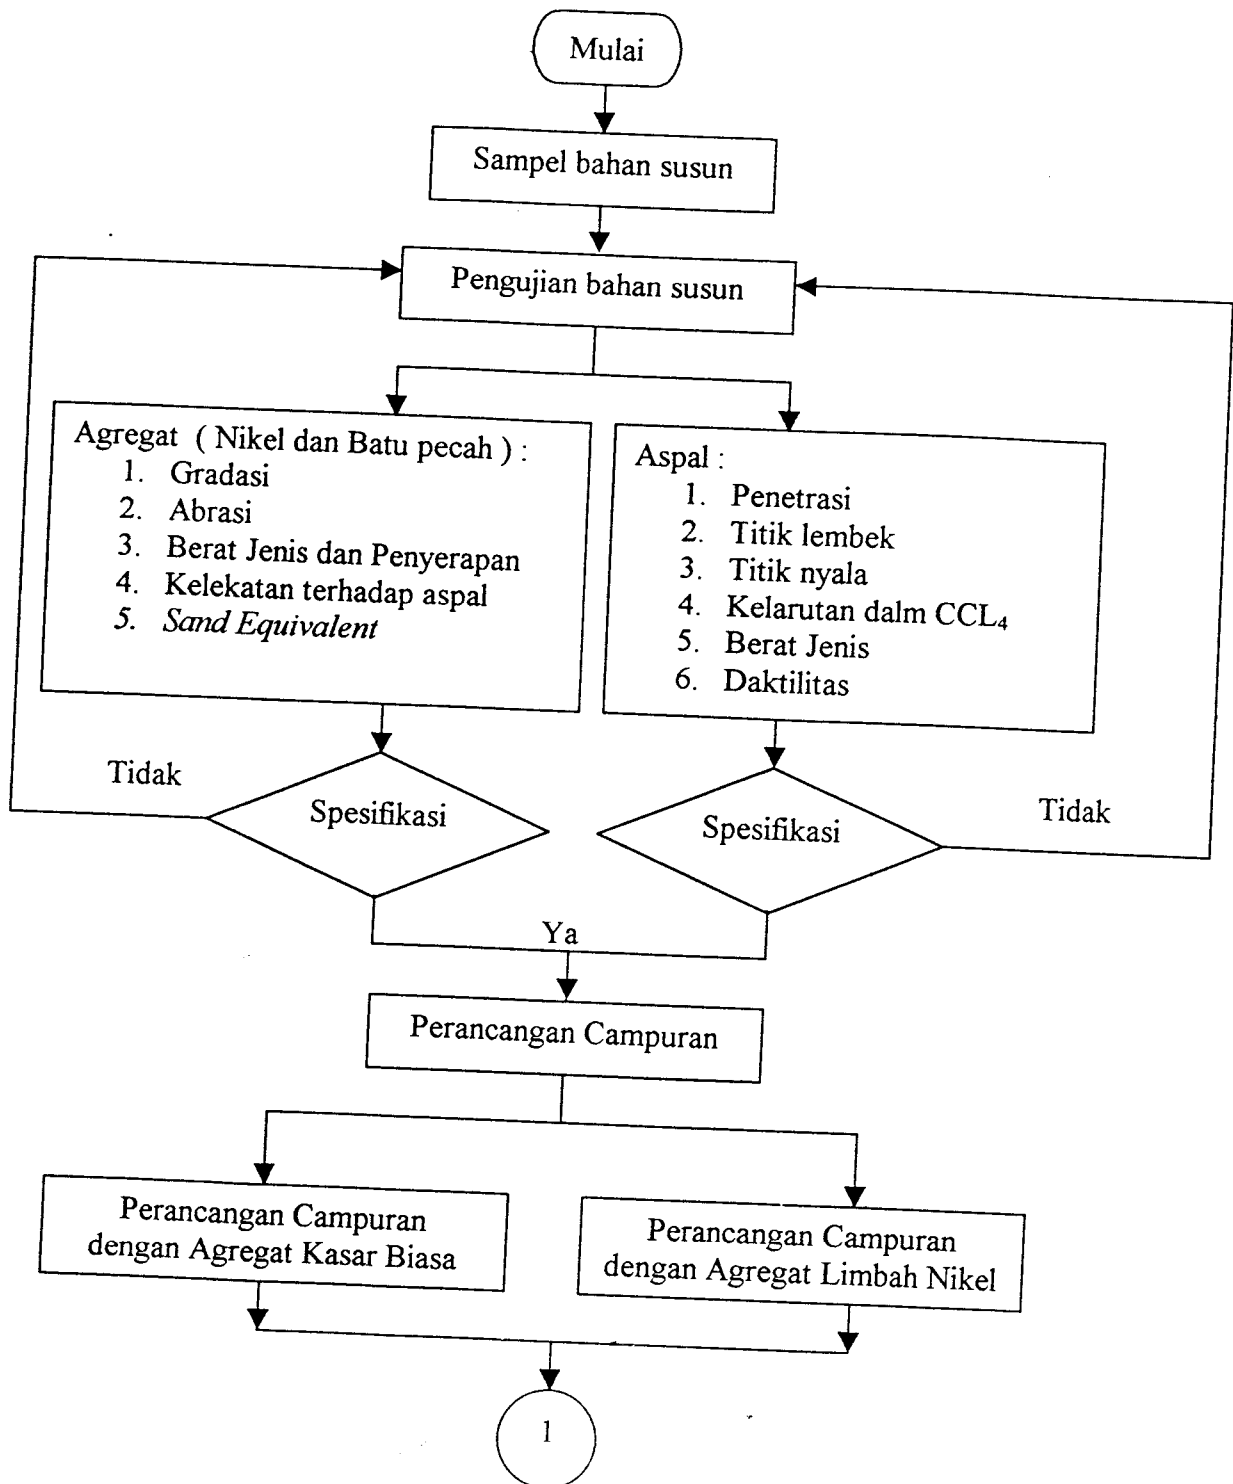 Mulai
Sampel bahan susun
Pengujian bahan susun
Agregat ( Nikel dan Batu pecah ) :
1. Gradasi
2. Abrasi
3. Berat Jenis dan Penyerapan
4. Kelekatan terhadap aspal
5. Sand Equivalent
Aspal :
1. Penetrasi
2. Titik lembek
3. Titik nyala
4. Kelarutan dalm CCL₄
5. Berat Jenis
6. Daktilitas
Tidak
Spesifikasi
Spesifikasi
Tidak
Ya
Perancangan Campuran
Perancangan Campuran
dengan Agregat Kasar Biasa
Perancangan Campuran
dengan Agregat Limbah Nikel
1